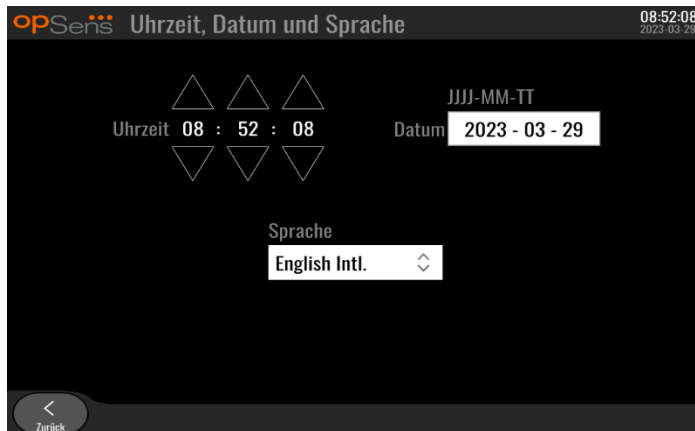 opSens Uhrzeit, Datum und Sprache 08:52:08
2023-03-29
JJJJ-MM-TT
Uhrzeit 08 : 52 : 08 Datum 2023 - 03 - 29
Sprache
English Intl.
Zurück